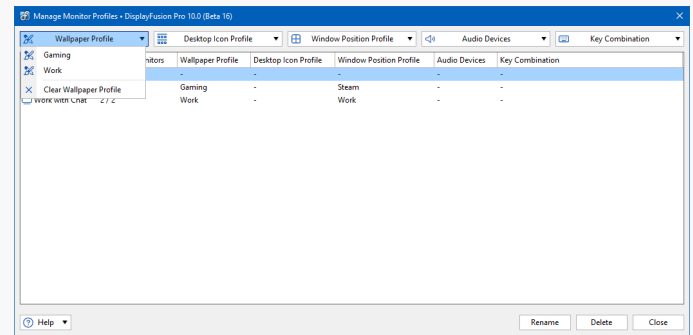 Manage Monitor Profiles • DisplayFusion Pro 10.0 (Beta 16)
Wallpaper Profile Desktop Icon Profile Window Position Profile Audio Devices Key Combination
Gaming
Work
Clear Wallpaper Profile
nitors Wallpaper Profile Desktop Icon Profile Window Position Profile Audio Devices Key Combination
- - - - -
Gaming - Steam - -
Work with Chat 2 / 2 Work - Work - -
Help Rename Delete Close